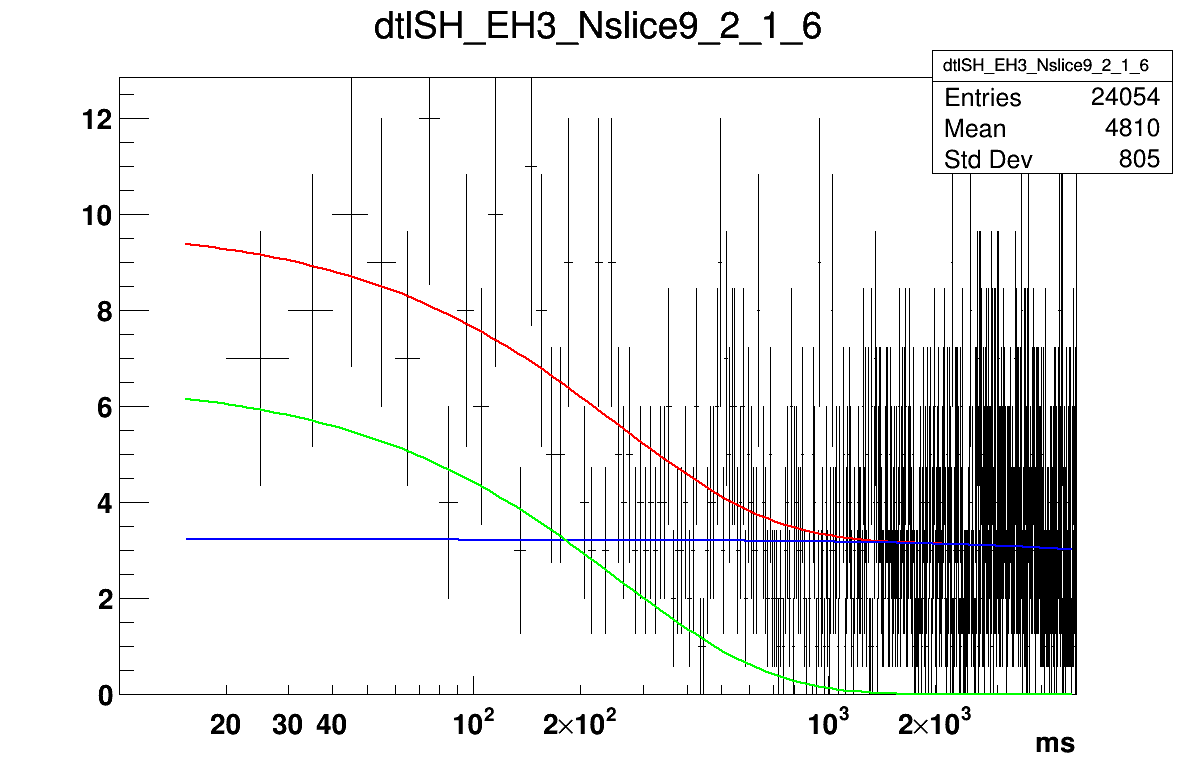 dtlSH_EH3_Nslice9_2_1_6
dtlSH_EH3_Nslice9_2_1_6
Entries 24054
Mean 4810
Std Dev 805
12
10
8
6
4
2
0
20 30 40 10² 2×10² 10³ 2×10³
ms